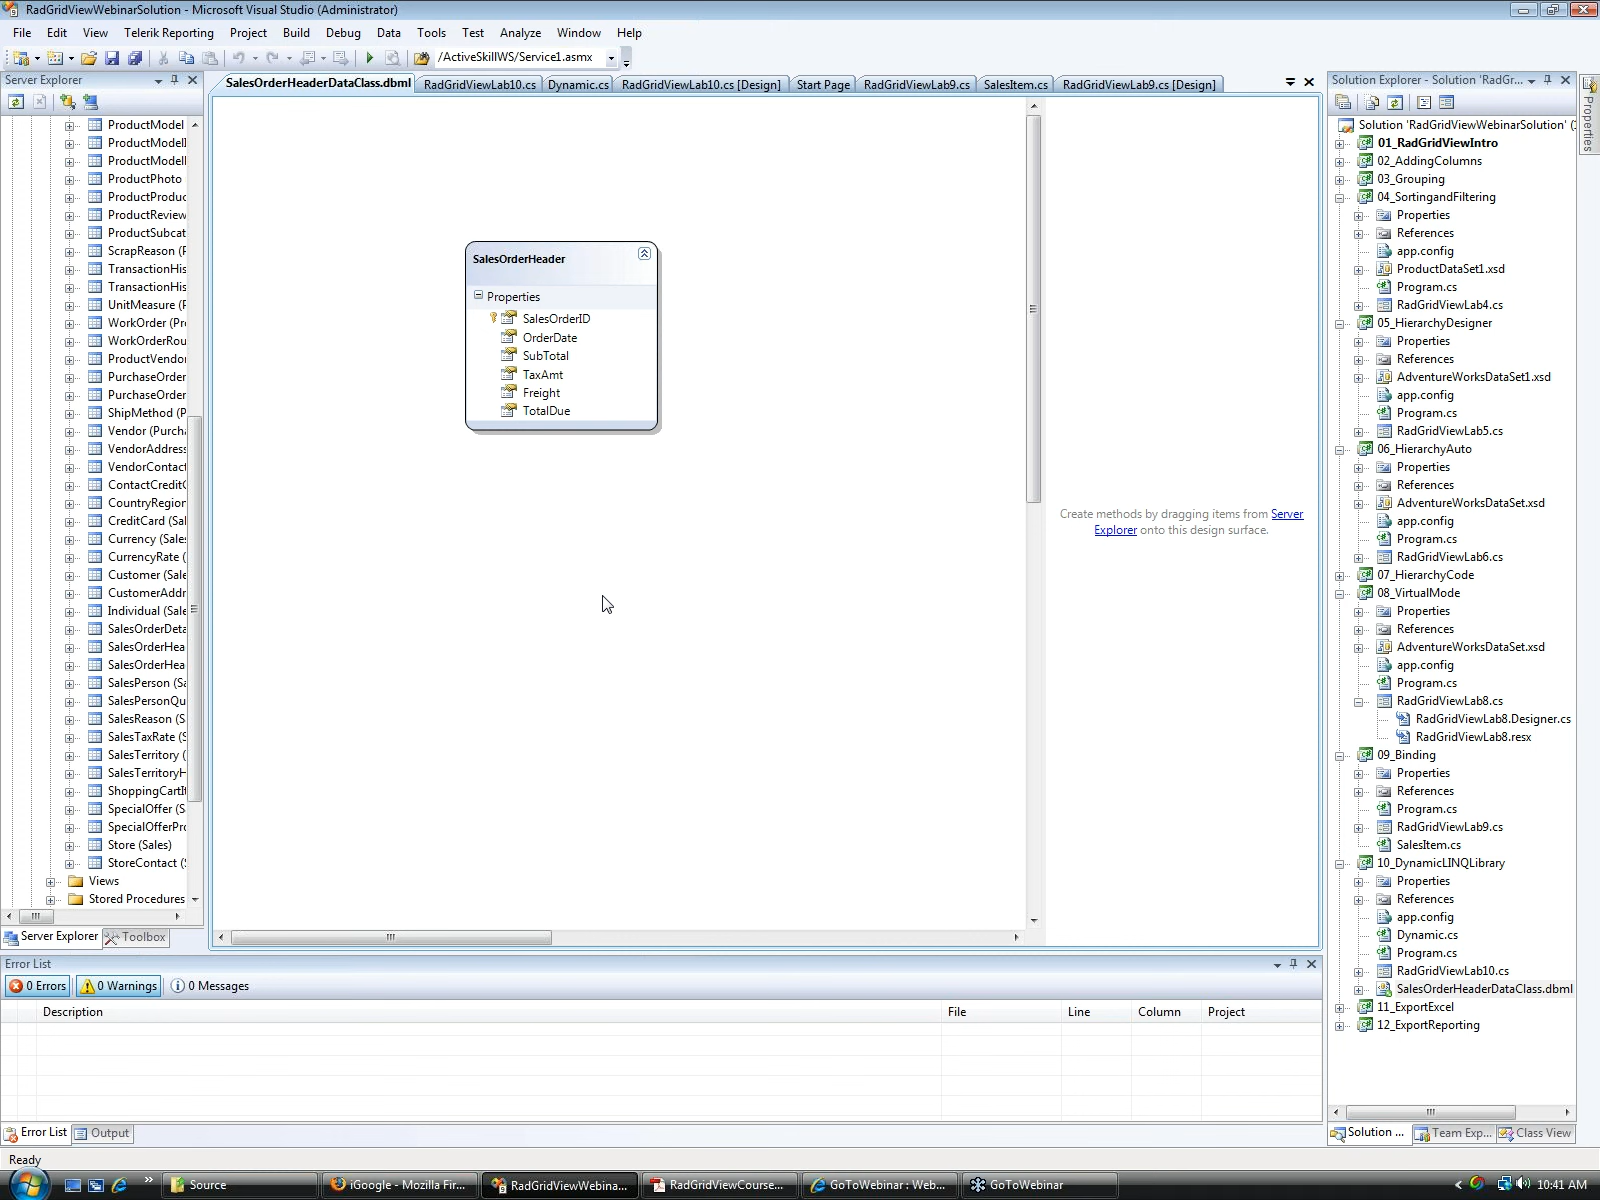 RadGridViewWebinarSolution - Microsoft Visual Studio (Administrator)
File Edit View Telerik Reporting Project Build Debug Data Tools Test Analyze Window Help
/ActiveSkillWS/Service1.asmx
Server Explorer
SalesOrderHeaderDataClass.dbml RadGridViewLab10.cs Dynamic.cs RadGridViewLab10.cs [Design] Start Page RadGridViewLab9.cs SalesItem.cs RadGridViewLab9.cs [Design]
Solution Explorer - Solution 'RadGr...
Properties
ProductModel
ProductModelI
ProductModelI
ProductPhoto
ProductProduc
ProductReview
ProductSubcat
ScrapReason (P
TransactionHis
TransactionHis
UnitMeasure (P
WorkOrder (Pro
WorkOrderRou
ProductVendor
PurchaseOrder
PurchaseOrder
ShipMethod (P
Vendor (Purcha
VendorAddress
VendorContact
ContactCreditC
CountryRegion
CreditCard (Sal
Currency (Sales
CurrencyRate (
Customer (Sale
CustomerAddr
Individual (Sale
SalesOrderDeta
SalesOrderHea
SalesOrderHea
SalesPerson (Sa
SalesPersonQu
SalesReason (S
SalesTaxRate (S
SalesTerritory (
SalesTerritoryH
ShoppingCartIt
SpecialOffer (S
SpecialOfferPro
Store (Sales)
StoreContact (S
Views
Stored Procedures
Server Explorer Toolbox
SalesOrderHeader
Properties
SalesOrderID
OrderDate
SubTotal
TaxAmt
Freight
TotalDue
Create methods by dragging items from Server
Explorer onto this design surface.
Solution 'RadGridViewWebinarSolution' (
01_RadGridViewIntro
02_AddingColumns
03_Grouping
04_SortingandFiltering
Properties
References
app.config
ProductDataSet1.xsd
Program.cs
RadGridViewLab4.cs
05_HierarchyDesigner
Properties
References
AdventureWorksDataSet1.xsd
app.config
Program.cs
RadGridViewLab5.cs
06_HierarchyAuto
Properties
References
AdventureWorksDataSet.xsd
app.config
Program.cs
RadGridViewLab6.cs
07_HierarchyCode
08_VirtualMode
Properties
References
AdventureWorksDataSet.xsd
app.config
Program.cs
RadGridViewLab8.cs
RadGridViewLab8.Designer.cs
RadGridViewLab8.resx
09_Binding
Properties
References
Program.cs
RadGridViewLab9.cs
SalesItem.cs
10_DynamicLINQLibrary
Properties
References
app.config
Dynamic.cs
Program.cs
RadGridViewLab10.cs
SalesOrderHeaderDataClass.dbml
11_ExportExcel
12_ExportReporting
Solution ... Team Exp... Class View
Error List
0 Errors 0 Warnings 0 Messages
Description File Line Column Project
Error List Output
Ready
Source iGoogle - Mozilla Fir... RadGridViewWebina... RadGridViewCourse... GoToWebinar : Web... GoToWebinar 10:41 AM